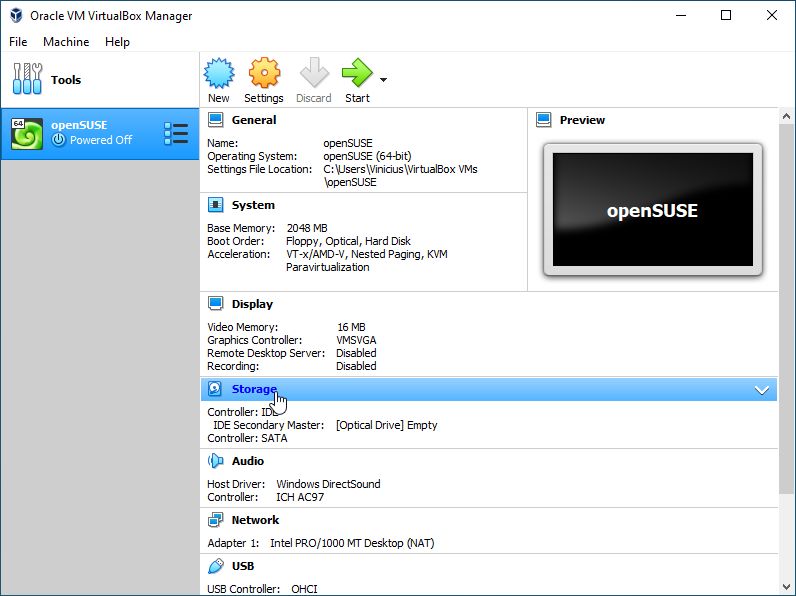 Oracle VM VirtualBox Manager
File Machine Help
Tools
New Settings Discard Start
64
openSUSE
Powered Off
General
Name: openSUSE
Operating System: openSUSE (64-bit)
Settings File Location: C:\Users\Vinicius\VirtualBox VMs
\openSUSE
Preview
openSUSE
System
Base Memory: 2048 MB
Boot Order: Floppy, Optical, Hard Disk
Acceleration: VT-x/AMD-V, Nested Paging, KVM
Paravirtualization
Display
Video Memory: 16 MB
Graphics Controller: VMSVGA
Remote Desktop Server: Disabled
Recording: Disabled
Storage
Controller: IDE
IDE Secondary Master: [Optical Drive] Empty
Controller: SATA
Audio
Host Driver: Windows DirectSound
Controller: ICH AC97
Network
Adapter 1: Intel PRO/1000 MT Desktop (NAT)
USB
USB Controller: OHCI